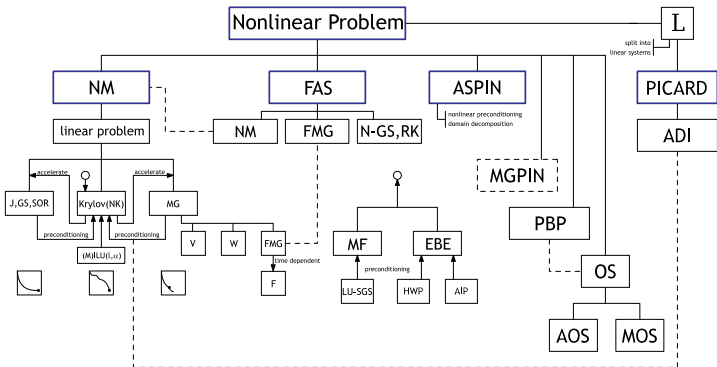 Nonlinear Problem
L
split into
linear systems
NM
FAS
ASPIN
PICARD
linear problem
NM
FMG
N-GS,RK
nonlinear preconditioning
domain decomposition
ADI
MGPIN
accelerate
accelerate
J,GS,SOR
Krylov(NK)
MG
PBP
preconditioning
preconditioning
V
W
FMG
MF
EBE
(M)ILU(l,α)
time dependent
preconditioning
OS
F
LU-SGS
HWP
AIP
AOS
MOS